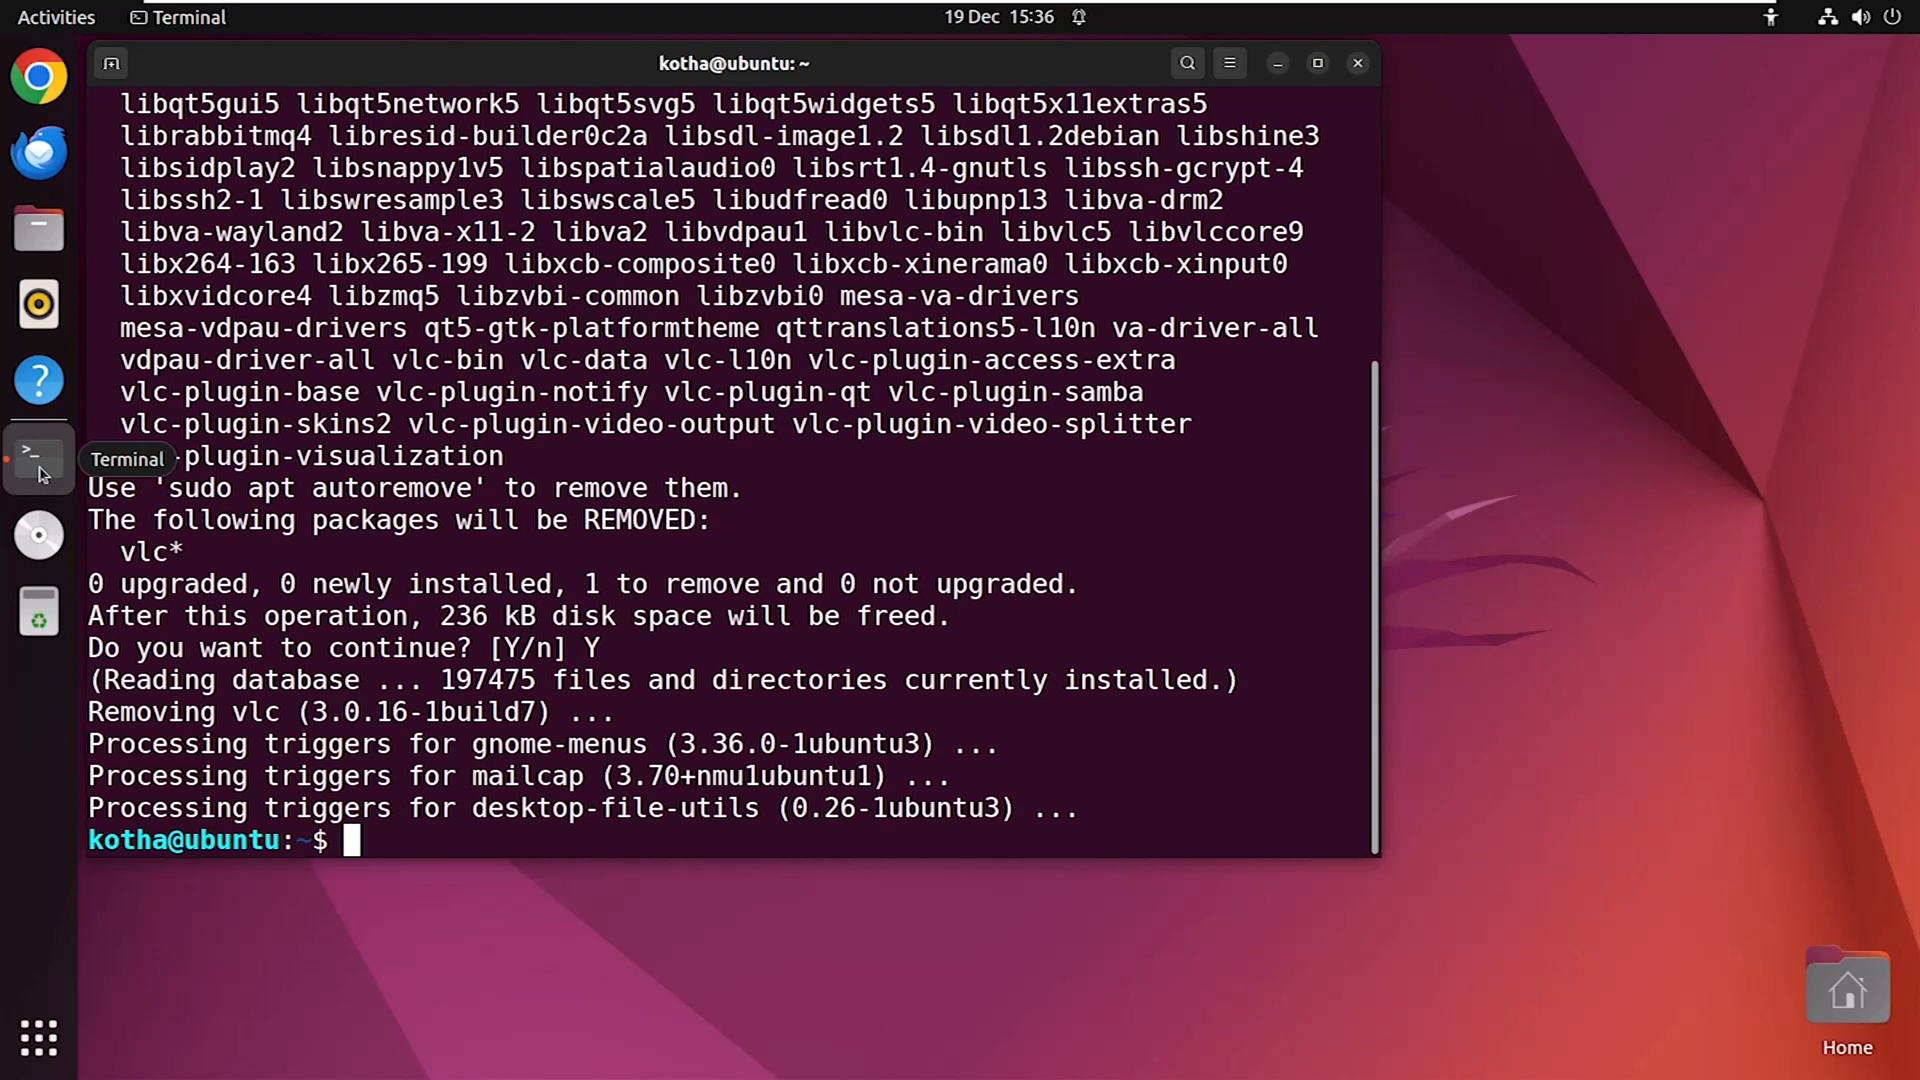 Activities Terminal 19 Dec 15:36
kotha@ubuntu: ~
libqt5gui5 libqt5network5 libqt5svg5 libqt5widgets5 libqt5x11extras5
librabbitmq4 libresid-builder0c2a libsdl-image1.2 libsdl1.2debian libshine3
libsidplay2 libsnappy1v5 libspatialaudio0 libsrt1.4-gnutls libssh-gcrypt-4
libssh2-1 libswresample3 libswscale5 libudfread0 libupnp13 libva-drm2
libva-wayland2 libva-x11-2 libva2 libvdpau1 libvlc-bin libvlc5 libvlccore9
libx264-163 libx265-199 libxcb-composite0 libxcb-xinerama0 libxcb-xinput0
libxvidcore4 libzmq5 libzvbi-common libzvbi0 mesa-va-drivers
mesa-vdpau-drivers qt5-gtk-platformtheme qttranslations5-l10n va-driver-all
vdpau-driver-all vlc-bin vlc-data vlc-l10n vlc-plugin-access-extra
vlc-plugin-base vlc-plugin-notify vlc-plugin-qt vlc-plugin-samba
vlc-plugin-skins2 vlc-plugin-video-output vlc-plugin-video-splitter
Terminal -plugin-visualization
Use 'sudo apt autoremove' to remove them.
The following packages will be REMOVED:
vlc*
0 upgraded, 0 newly installed, 1 to remove and 0 not upgraded.
After this operation, 236 kB disk space will be freed.
Do you want to continue? [Y/n] Y
(Reading database ... 197475 files and directories currently installed.)
Removing vlc (3.0.16-1build7) ...
Processing triggers for gnome-menus (3.36.0-1ubuntu3) ...
Processing triggers for mailcap (3.70+nmu1ubuntu1) ...
Processing triggers for desktop-file-utils (0.26-1ubuntu3) ...
kotha@ubuntu:~$
Home